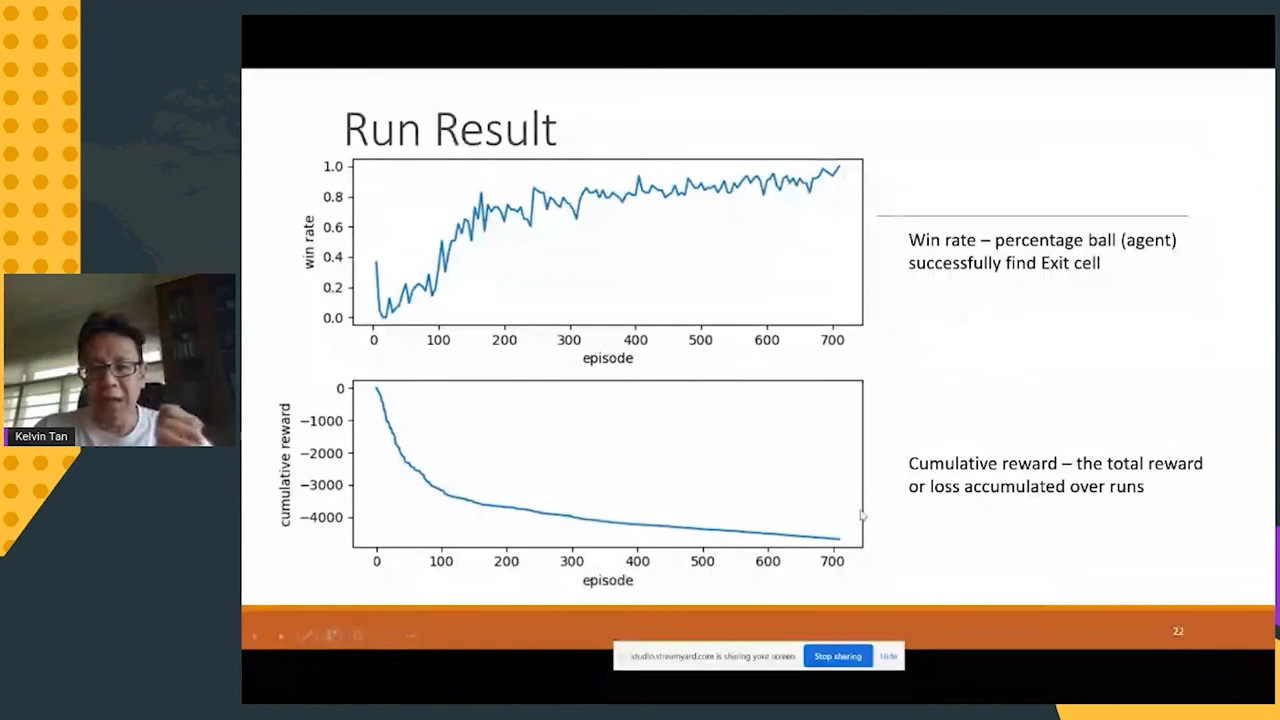 Run Result
1.0
0.8
0.6
0.4
0.2
0.0
win rate
0 100 200 300 400 500 600 700
episode
Win rate – percentage ball (agent)
successfully find Exit cell
0
−1000
−2000
−3000
−4000
cumulative reward
0 100 200 300 400 500 600 700
episode
Cumulative reward – the total reward
or loss accumulated over runs
Kelvin Tan
22
studio.streamyard.com is sharing your screen Stop sharing Hide